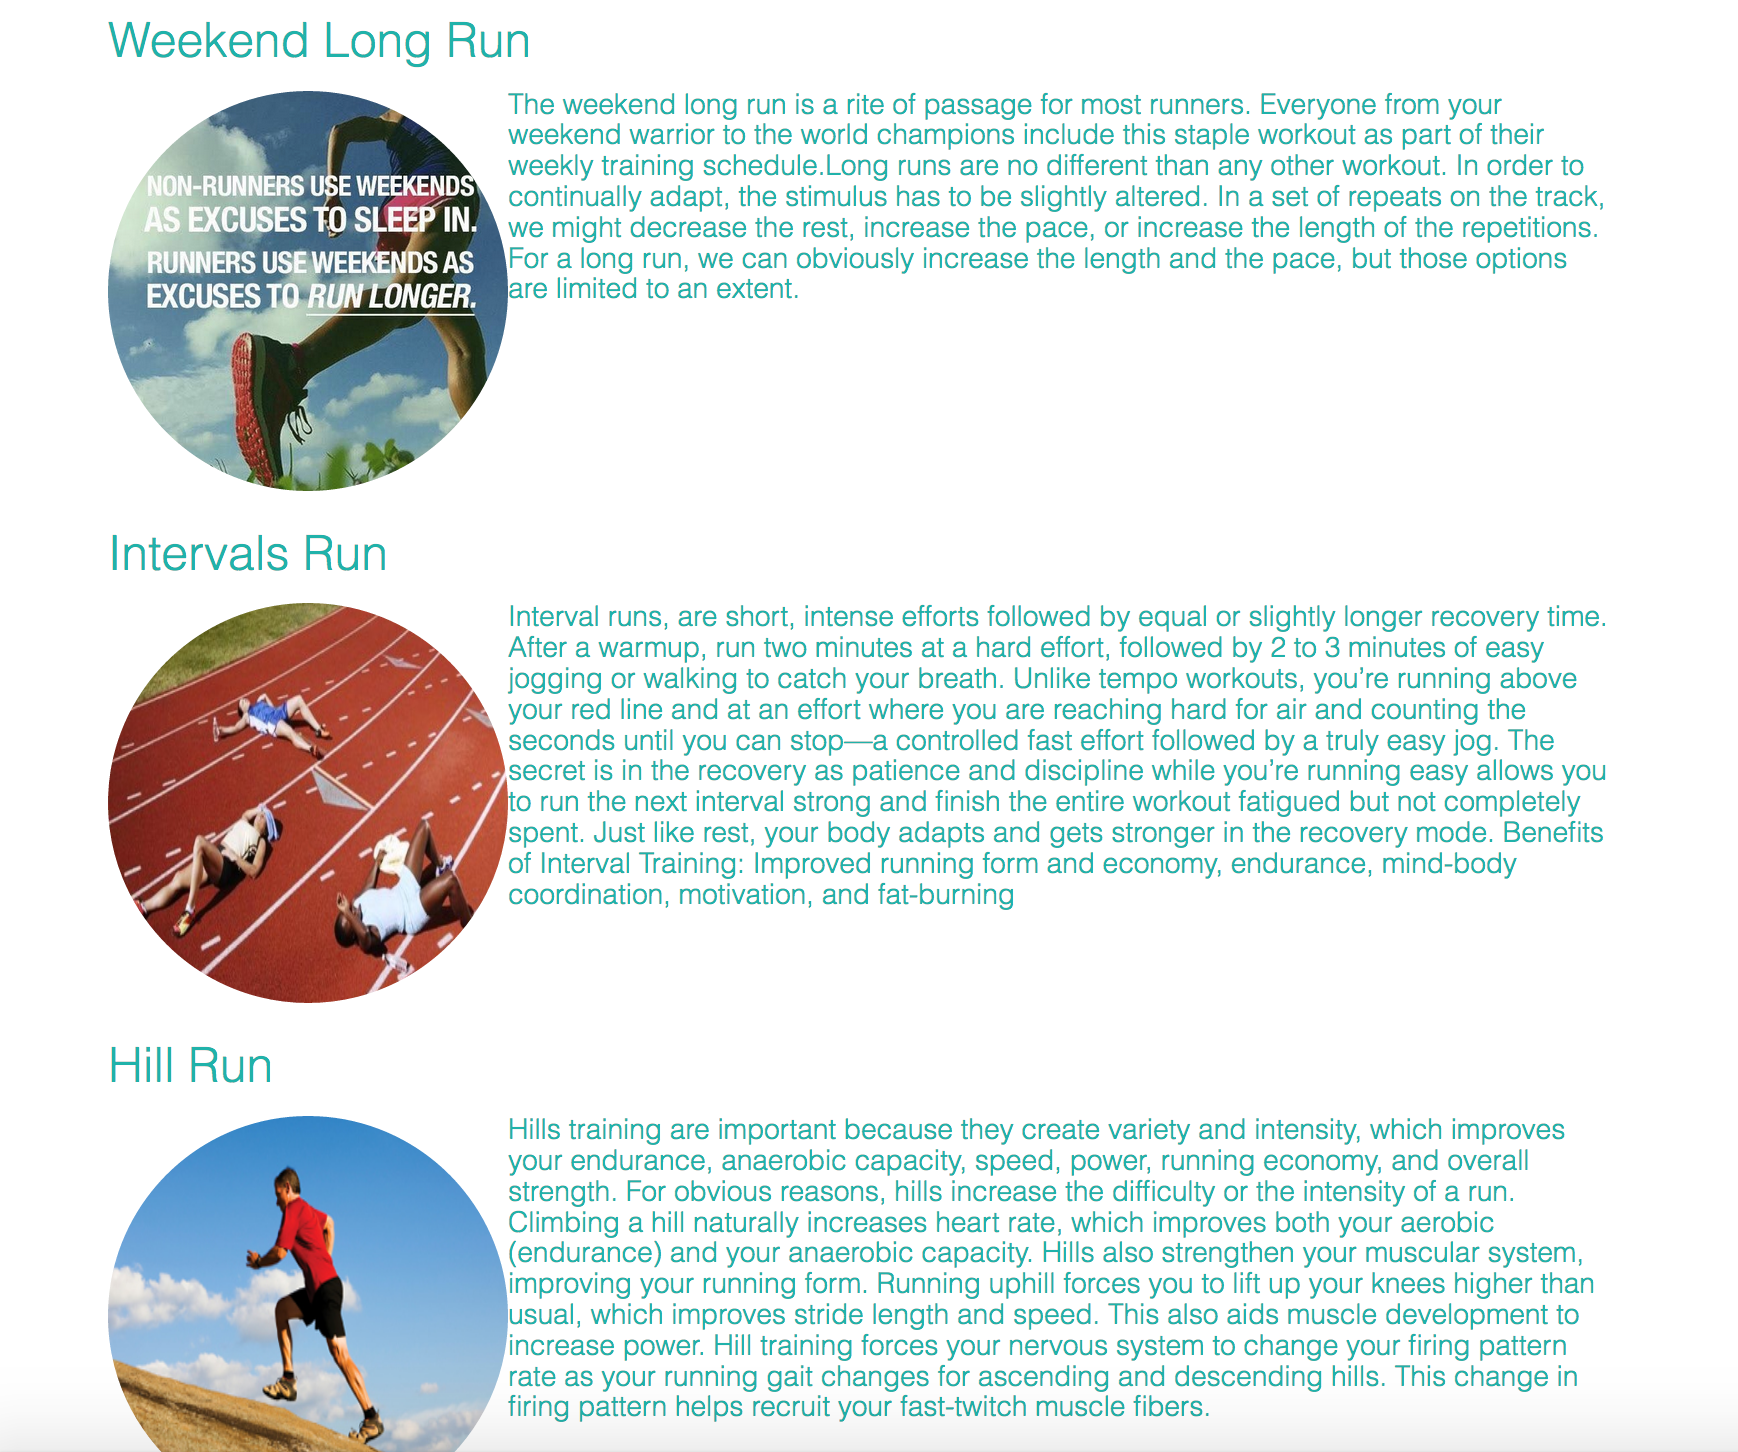 Weekend Long Run
NON-RUNNERS USE WEEKENDS
AS EXCUSES TO SLEEP IN.
RUNNERS USE WEEKENDS AS
EXCUSES TO RUN LONGER.
The weekend long run is a rite of passage for most runners. Everyone from your
weekend warrior to the world champions include this staple workout as part of their
weekly training schedule.Long runs are no different than any other workout. In order to
continually adapt, the stimulus has to be slightly altered. In a set of repeats on the track,
we might decrease the rest, increase the pace, or increase the length of the repetitions.
For a long run, we can obviously increase the length and the pace, but those options
are limited to an extent.
Intervals Run
Interval runs, are short, intense efforts followed by equal or slightly longer recovery time.
After a warmup, run two minutes at a hard effort, followed by 2 to 3 minutes of easy
jogging or walking to catch your breath. Unlike tempo workouts, you’re running above
your red line and at an effort where you are reaching hard for air and counting the
seconds until you can stop—a controlled fast effort followed by a truly easy jog. The
secret is in the recovery as patience and discipline while you’re running easy allows you
to run the next interval strong and finish the entire workout fatigued but not completely
spent. Just like rest, your body adapts and gets stronger in the recovery mode. Benefits
of Interval Training: Improved running form and economy, endurance, mind-body
coordination, motivation, and fat-burning
Hill Run
Hills training are important because they create variety and intensity, which improves
your endurance, anaerobic capacity, speed, power, running economy, and overall
strength. For obvious reasons, hills increase the difficulty or the intensity of a run.
Climbing a hill naturally increases heart rate, which improves both your aerobic
(endurance) and your anaerobic capacity. Hills also strengthen your muscular system,
improving your running form. Running uphill forces you to lift up your knees higher than
usual, which improves stride length and speed. This also aids muscle development to
increase power. Hill training forces your nervous system to change your firing pattern
rate as your running gait changes for ascending and descending hills. This change in
firing pattern helps recruit your fast-twitch muscle fibers.